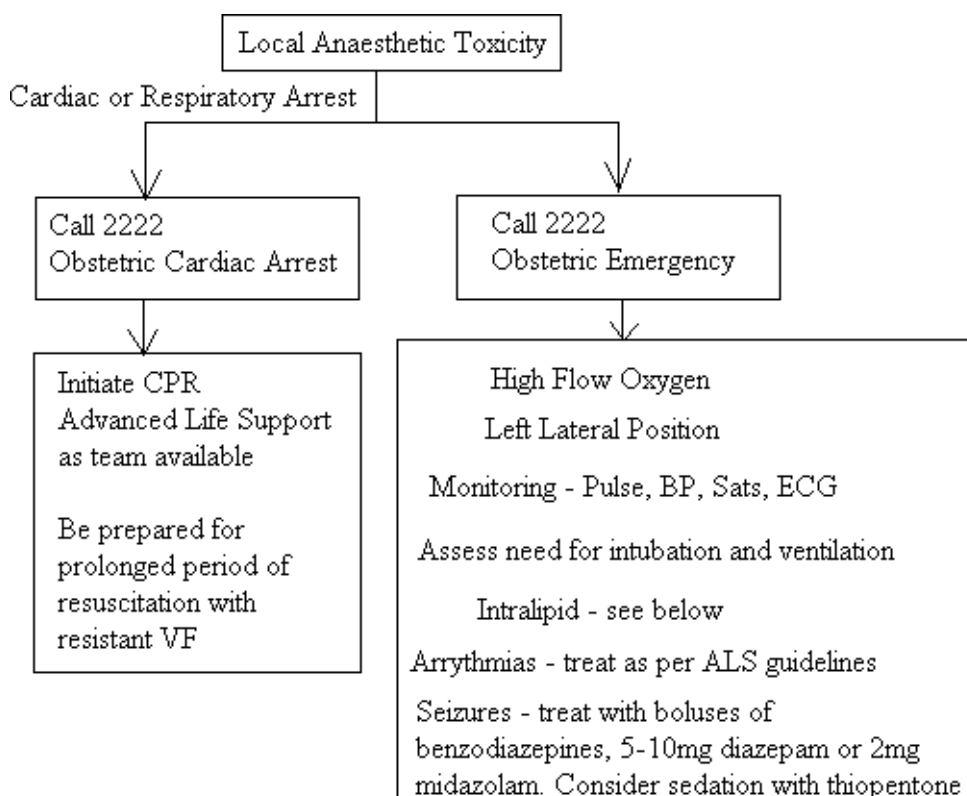 Local Anaesthetic Toxicity
Cardiac or Respiratory Arrest
Call 2222
Obstetric Cardiac Arrest
Initiate CPR
Advanced Life Support
as team available
Be prepared for
prolonged period of
resuscitation with
resistant VF
Call 2222
Obstetric Emergency
High Flow Oxygen
Left Lateral Position
Monitoring - Pulse, BP, Sats, ECG
Assess need for intubation and ventilation
Intralipid - see below
Arrythmias - treat as per ALS guidelines
Seizures - treat with boluses of
benzodiazepines, 5-10mg diazepam or 2mg
midazolam. Consider sedation with thiopentone